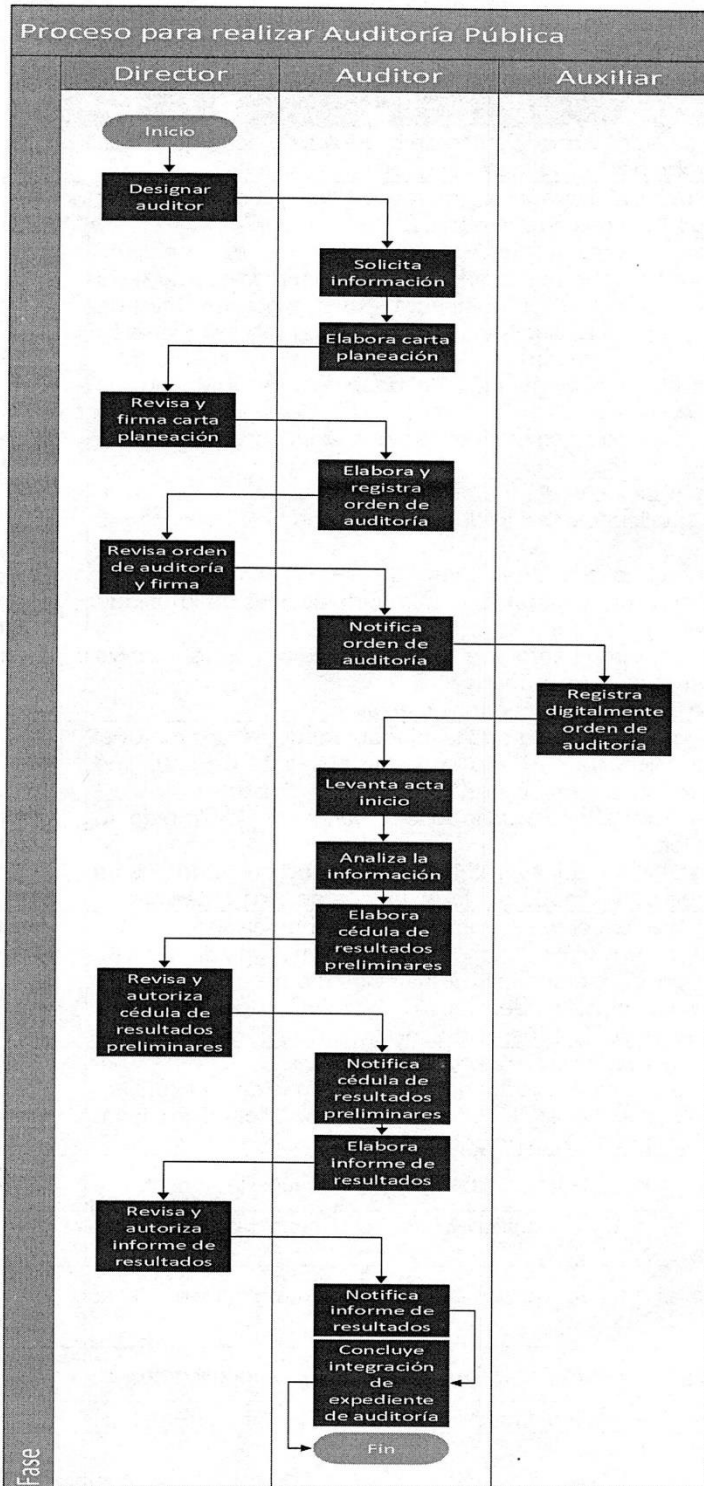 Proceso para realizar Auditoría Pública
Director
Auditor
Auxiliar
Inicio
Designar
auditor
Solicita
información
Elabora carta
planeación
Revisa y
firma carta
planeación
Elabora y
registra
orden de
auditoría
Revisa orden
de auditoría
y firma
Notifica
orden de
auditoría
Registra
digitalmente
orden de
auditoría
Levanta acta
inicio
Analiza la
información
Elabora
cédula de
resultados
preliminares
Revisa y
autoriza
cédula de
resultados
preliminares
Notifica
cédula de
resultados
preliminares
Elabora
informe de
resultados
Revisa y
autoriza
informe de
resultados
Notifica
informe de
resultados
Concluye
integración
de
expediente
de auditoría
Fin
Fase